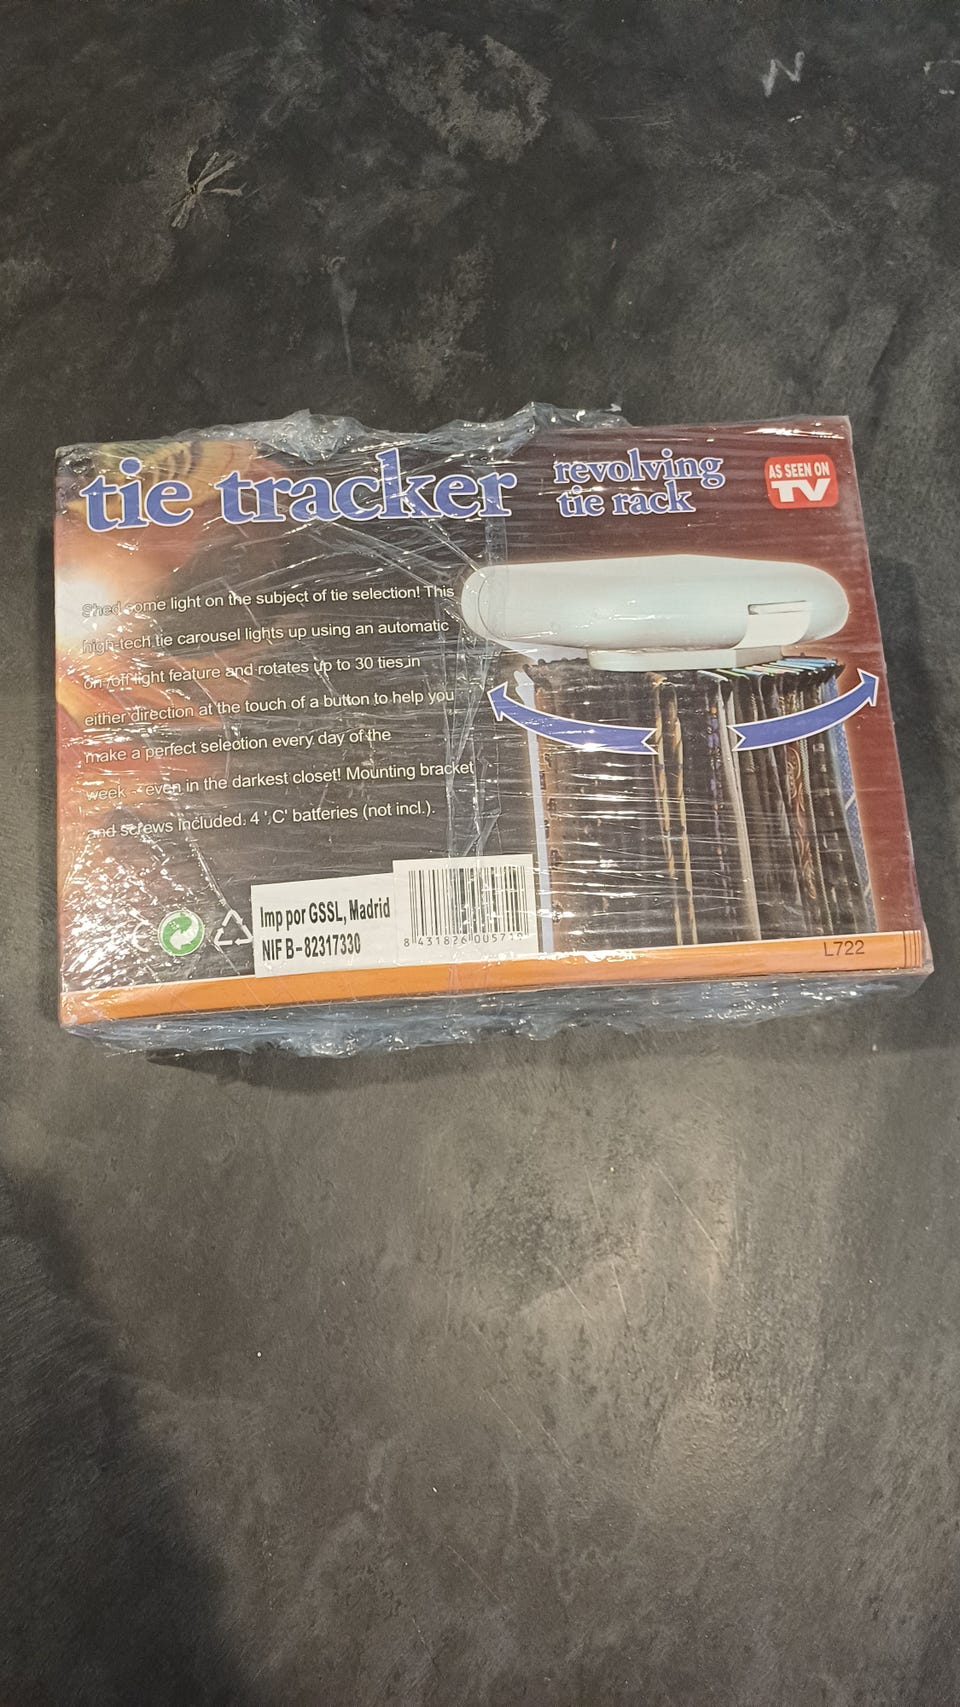 tie tracker
revolving
tie rack
AS SEEN ON
TV
Shed some light on the subject of tie selection! This
high-tech tie carousel lights up using an automatic
on/off light feature and rotates up to 30 ties in
either direction at the touch of a button to help you
make a perfect selection every day of the
week - even in the darkest closet! Mounting bracket
and screws included. 4 ',C' batteries (not incl.).
Imp por GSSL, Madrid
NIF B-82317330
L722